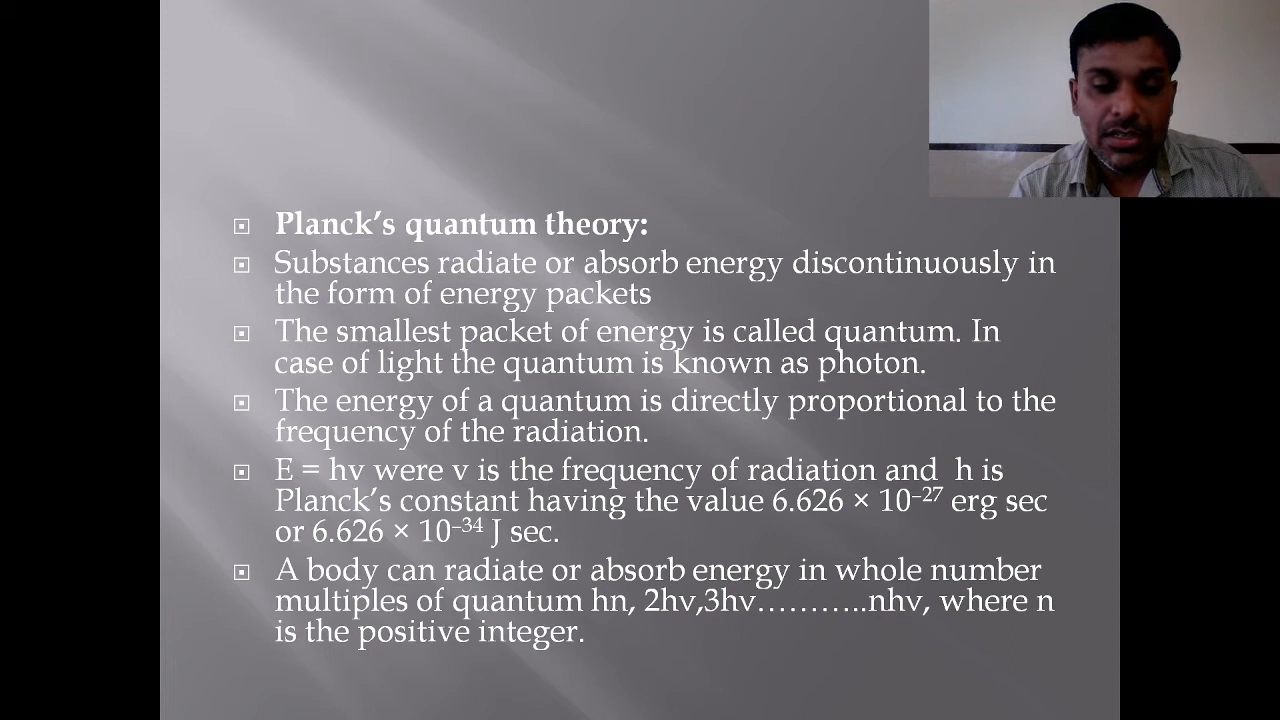 Planck’s quantum theory:
Substances radiate or absorb energy discontinuously in
the form of energy packets
The smallest packet of energy is called quantum. In
case of light the quantum is known as photon.
The energy of a quantum is directly proportional to the
frequency of the radiation.
E = hv were v is the frequency of radiation and h is
Planck’s constant having the value 6.626 × 10⁻²⁷ erg sec
or 6.626 × 10⁻³⁴ J sec.
A body can radiate or absorb energy in whole number
multiples of quantum hn, 2hv,3hv………..nhv, where n
is the positive integer.